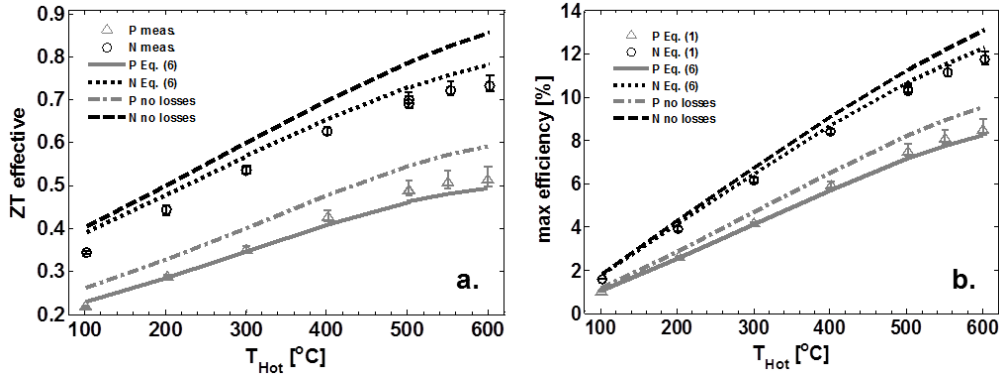 a.
ZT effective
0.9
0.8
0.7
0.6
0.5
0.4
0.3
0.2
P meas.
N meas.
P Eq. (6)
N Eq. (6)
P no losses
N no losses
100 200 300 400 500 600
T_Hot [°C]
a.
max efficiency [%]
14
12
10
8
6
4
2
0
P Eq. (1)
N Eq. (1)
P Eq. (6)
N Eq. (6)
P no losses
N no losses
b.
100 200 300 400 500 600
T_Hot [°C]